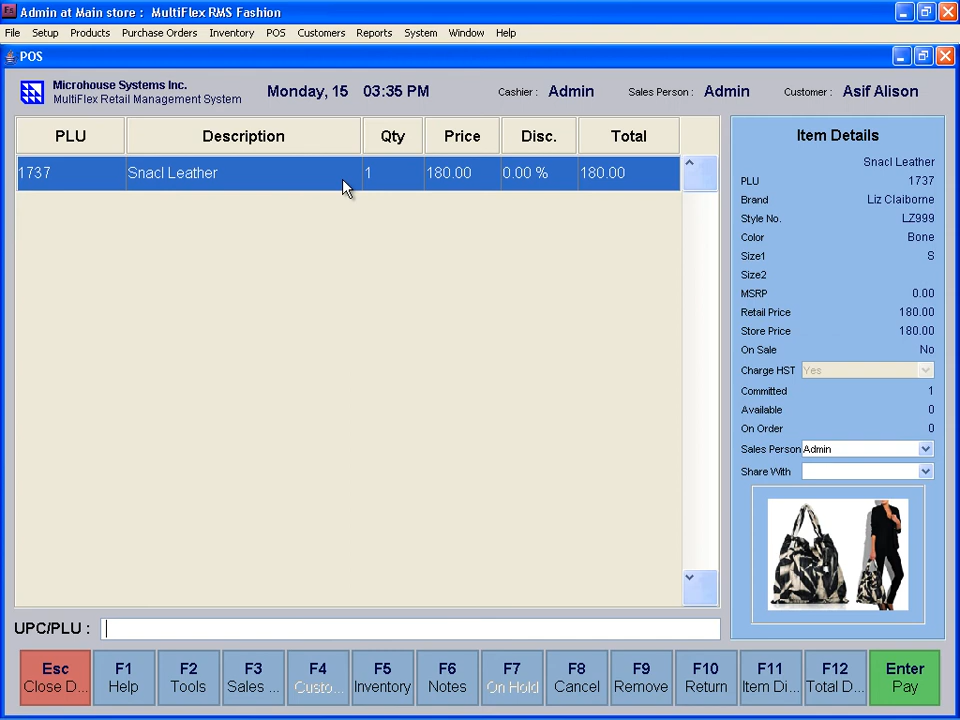 Fs Admin at Main store : MultiFlex RMS Fashion
File Setup Products Purchase Orders Inventory POS Customers Reports System Window Help
POS
Microhouse Systems Inc.
MultiFlex Retail Management System
Monday, 15 03:35 PM
Cashier : Admin
Sales Person : Admin
Customer : Asif Alison
PLU Description Qty Price Disc. Total
1737 Snacl Leather 1 180.00 0.00 % 180.00
Item Details
Snacl Leather
PLU 1737
Brand Liz Claiborne
Style No. LZ999
Color Bone
Size1 S
Size2
MSRP 0.00
Retail Price 180.00
Store Price 180.00
On Sale No
Charge HST Yes
Committed 1
Available 0
On Order 0
Sales Person Admin
Share With
UPC/PLU :
Esc F1 F2 F3 F4 F5 F6 F7 F8 F9 F10 F11 F12 Enter
Close D... Help Tools Sales ... Custo... Inventory Notes On Hold Cancel Remove Return Item Di... Total D... Pay